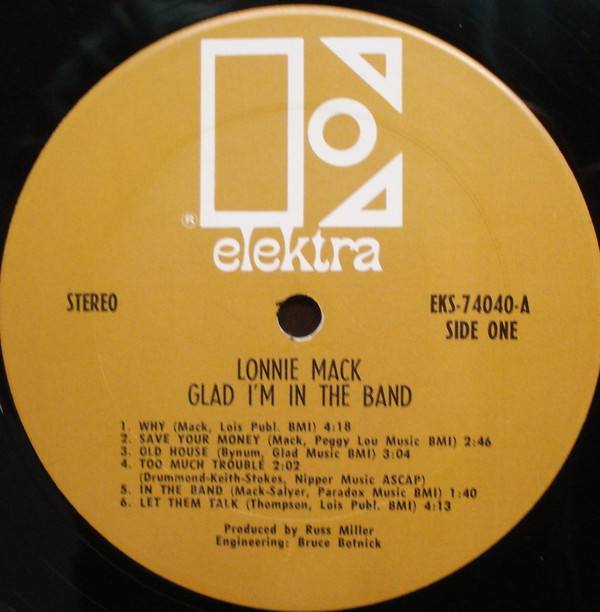 ®
elektra
STEREO
EKS-74040-A
SIDE ONE
LONNIE MACK
GLAD I'M IN THE BAND
1. WHY (Mack, Lois Publ. BMI) 4:18
2. SAVE YOUR MONEY (Mack, Peggy Lou Music BMI) 2:46
3. OLD HOUSE (Bynum, Glad Music BMI) 3:04
4. TOO MUCH TROUBLE 2:02
(Drummond-Keith-Stokes, Nipper Music ASCAP)
5. IN THE BAND (Mack-Salyer, Paradox Music BMI) 1:40
6. LET THEM TALK (Thompson, Lois Publ. BMI) 4:13
Produced by Russ Miller
Engineering: Bruce Botnick